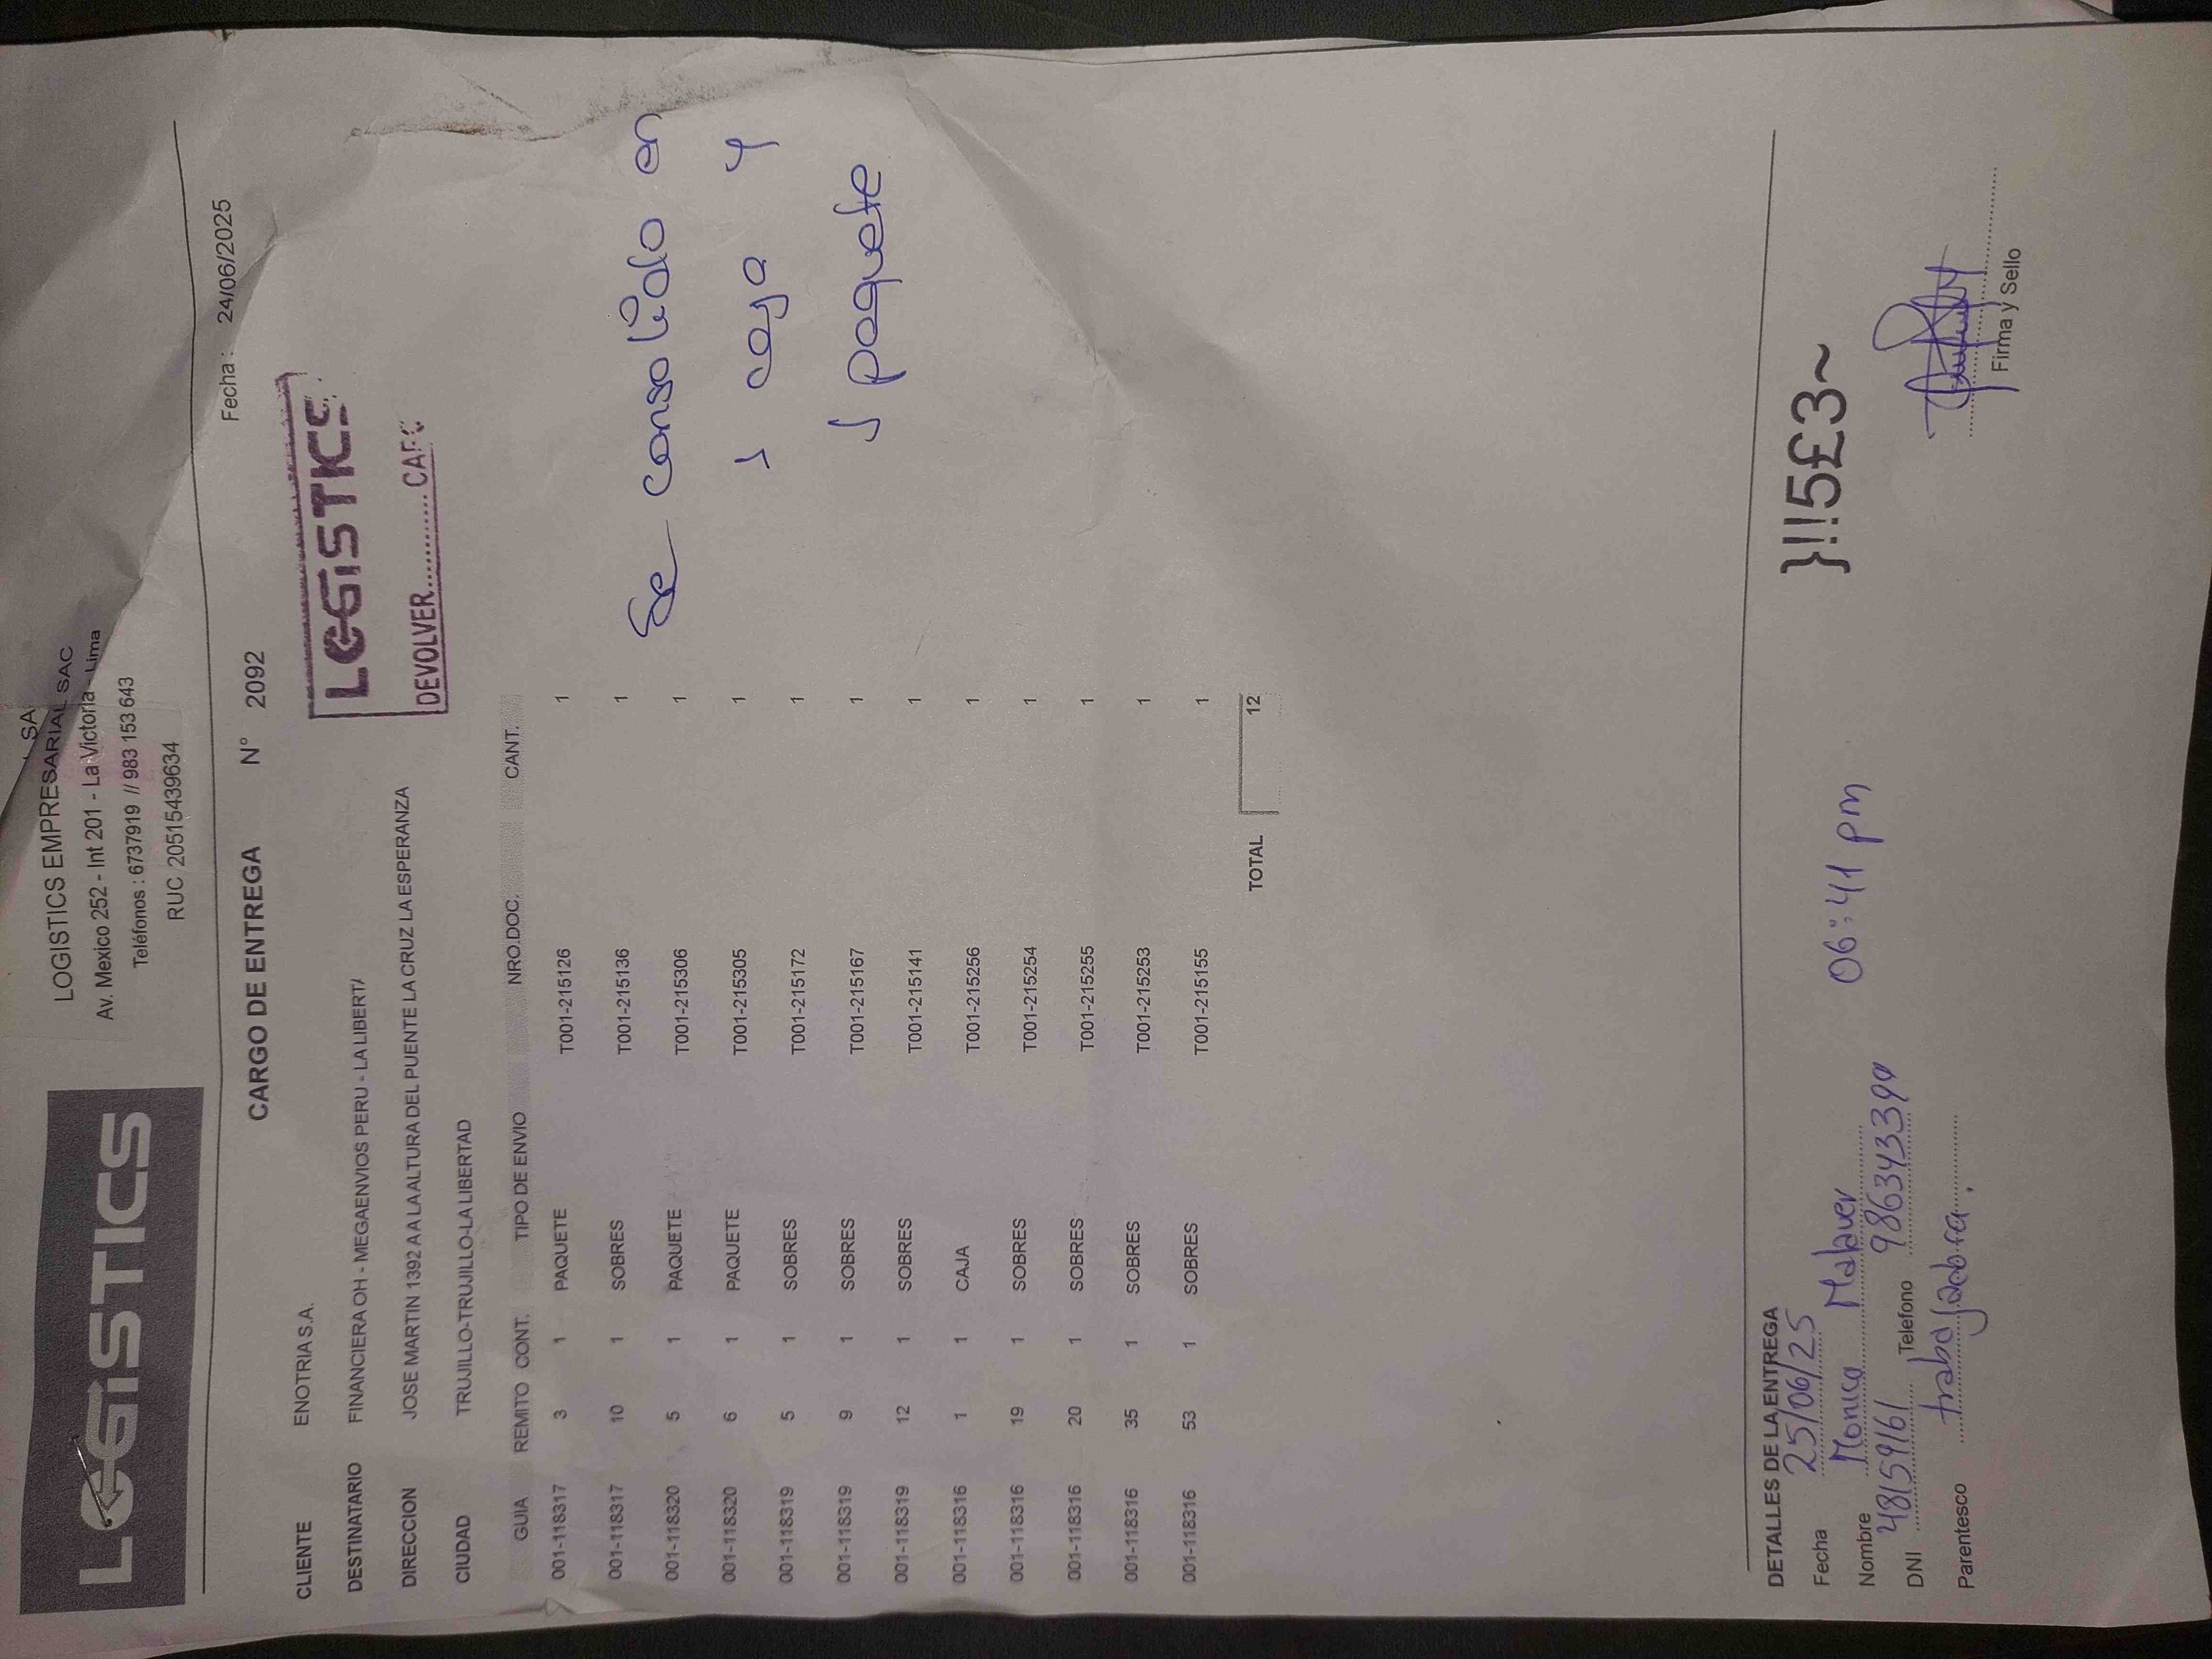 LOGISTICS
SA
LOGISTICS EMPRESARIAL SAC
Av. Mexico 252 - Int 201 - La Victoria - Lima
Teléfonos : 6737919 // 983 153 643
RUC 20515439634
CARGO DE ENTREGA N° 2092 Fecha : 24/06/2025
CLIENTE ENOTRIA S.A.
LOGISTICS
DEVOLVER..........
DESTINATARIO FINANCIERA OH - MEGAENVIOS PERU - LA LIBERT
DIRECCION JOSE MARTIN 1392 A A LA ALTURA DEL PUENTE LA CRUZ LA ESPERANZA
CIUDAD TRUJILLO-TRUJILLO-LA LIBERTAD
GUIA REMITO CONT. TIPO DE ENVIO NRO.DOC. CANT.
001-118317 3 1 PAQUETE T001-215126 1
001-118317 10 1 SOBRES T001-215136 1
001-118320 5 1 PAQUETE T001-215306 1
001-118320 6 1 PAQUETE T001-215305 1
001-118319 5 1 SOBRES T001-215172 1
001-118319 9 1 SOBRES T001-215167 1
001-118319 12 1 SOBRES T001-215141 1
001-118316 1 1 CAJA T001-215256 1
001-118316 19 1 SOBRES T001-215254 1
001-118316 20 1 SOBRES T001-215255 1
001-118316 35 1 SOBRES T001-215253 1
001-118316 53 1 SOBRES T001-215155 1
TOTAL 12
Se consolido en
1 caja y
1 paquete
DETALLES DE LA ENTREGA
Fecha 25/06/25 06:41 pm }!!5£3~
Nombre Monica Malaver
DNI 48159161 Telefono 986343399
Parentesco trabajadora.
Firma y Sello